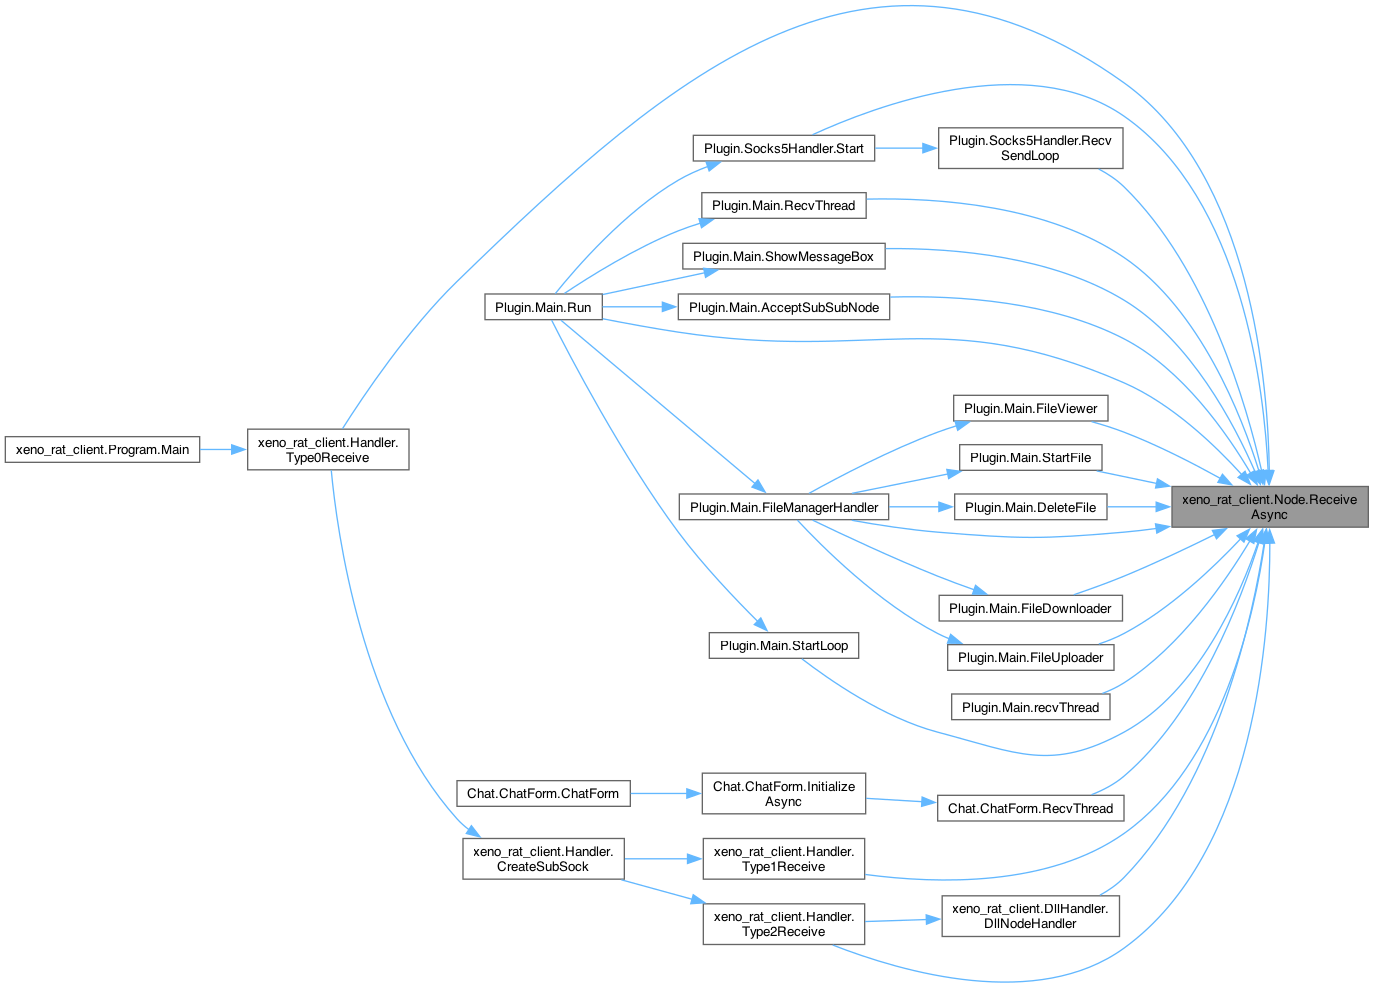 Plugin.Socks5Handler.Start
Plugin.Socks5Handler.Recv
SendLoop
Plugin.Main.RecvThread
Plugin.Main.ShowMessageBox
Plugin.Main.Run
Plugin.Main.AcceptSubSubNode
Plugin.Main.FileViewer
xeno_rat_client.Program.Main
xeno_rat_client.Handler.
Type0Receive
Plugin.Main.StartFile
Plugin.Main.FileManagerHandler
Plugin.Main.DeleteFile
xeno_rat_client.Node.Receive
Async
Plugin.Main.FileDownloader
Plugin.Main.StartLoop
Plugin.Main.FileUploader
Plugin.Main.recvThread
Chat.ChatForm.ChatForm
Chat.ChatForm.Initialize
Async
Chat.ChatForm.RecvThread
xeno_rat_client.Handler.
CreateSubSock
xeno_rat_client.Handler.
Type1Receive
xeno_rat_client.Handler.
Type2Receive
xeno_rat_client.DllHandler.
DllNodeHandler